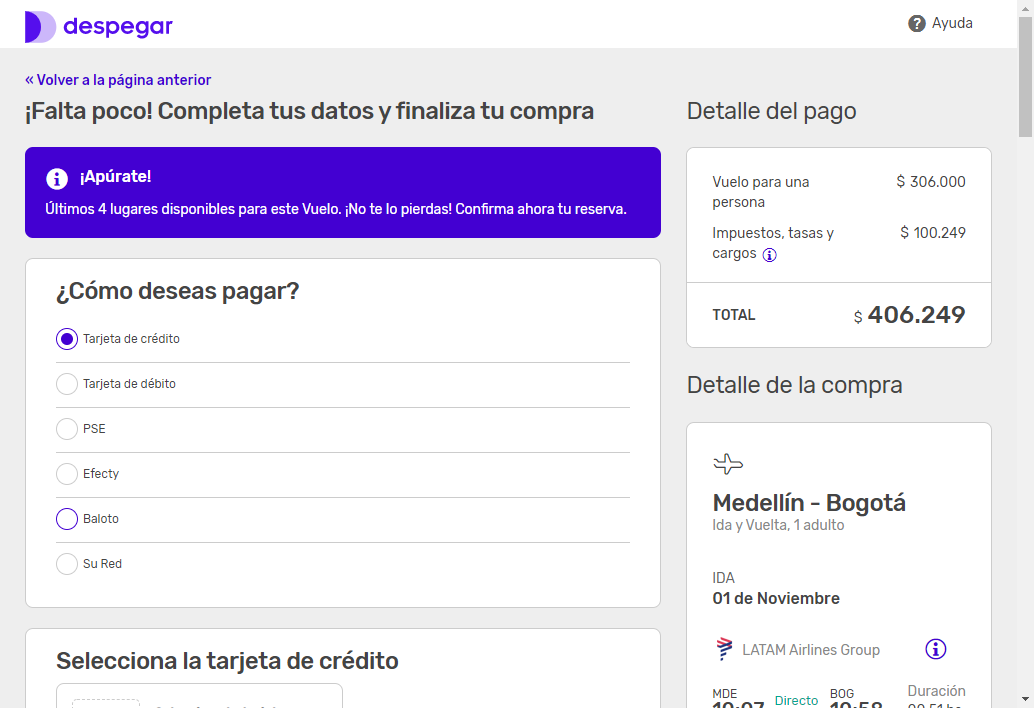 despegar
Ayuda
« Volver a la página anterior
¡Falta poco! Completa tus datos y finaliza tu compra
¡Apúrate!
Últimos 4 lugares disponibles para este Vuelo. ¡No te lo pierdas! Confirma ahora tu reserva.
¿Cómo deseas pagar?
Tarjeta de crédito
Tarjeta de débito
PSE
Efecty
Baloto
Su Red
Selecciona la tarjeta de crédito
Detalle del pago
Vuelo para una persona $ 306.000
Impuestos, tasas y cargos $ 100.249
TOTAL $ 406.249
Detalle de la compra
Medellín - Bogotá
Ida y Vuelta, 1 adulto
IDA
01 de Noviembre
LATAM Airlines Group
MDE Directo BOG Duración